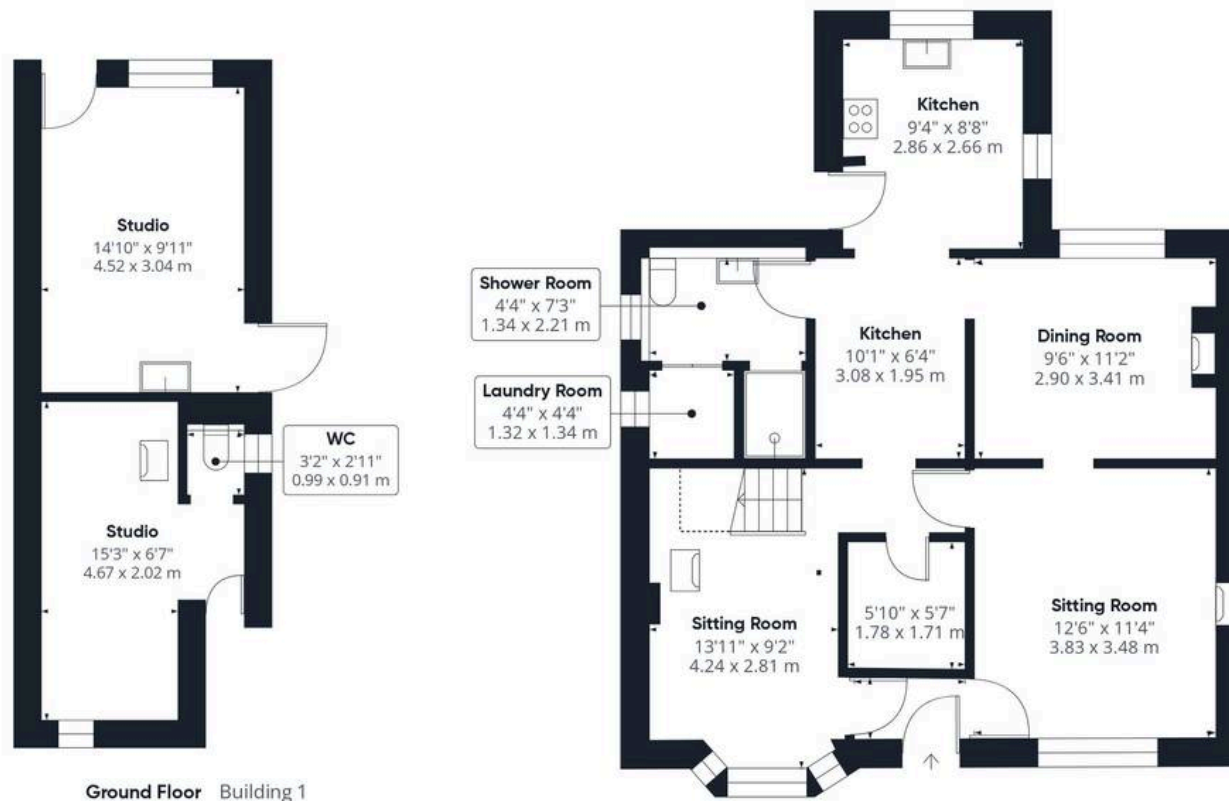 Studio
14'10" x 9'11"
4.52 x 3.04 m
WC
3'2" x 2'11"
0.99 x 0.91 m
Studio
15'3" x 6'7"
4.67 x 2.02 m
Ground Floor Building 1
Kitchen
9'4" x 8'8"
2.86 x 2.66 m
Shower Room
4'4" x 7'3"
1.34 x 2.21 m
Kitchen
10'1" x 6'4"
3.08 x 1.95 m
Dining Room
9'6" x 11'2"
2.90 x 3.41 m
Laundry Room
4'4" x 4'4"
1.32 x 1.34 m
Sitting Room
13'11" x 9'2"
4.24 x 2.81 m
5'10" x 5'7"
1.78 x 1.71 m
Sitting Room
12'6" x 11'4"
3.83 x 3.48 m